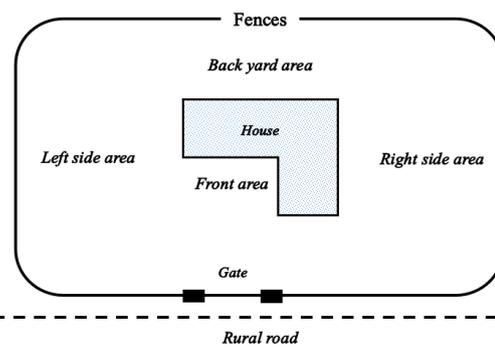 Fences
Back yard area
House
Left side area
Right side area
Front area
Gate
Rural road